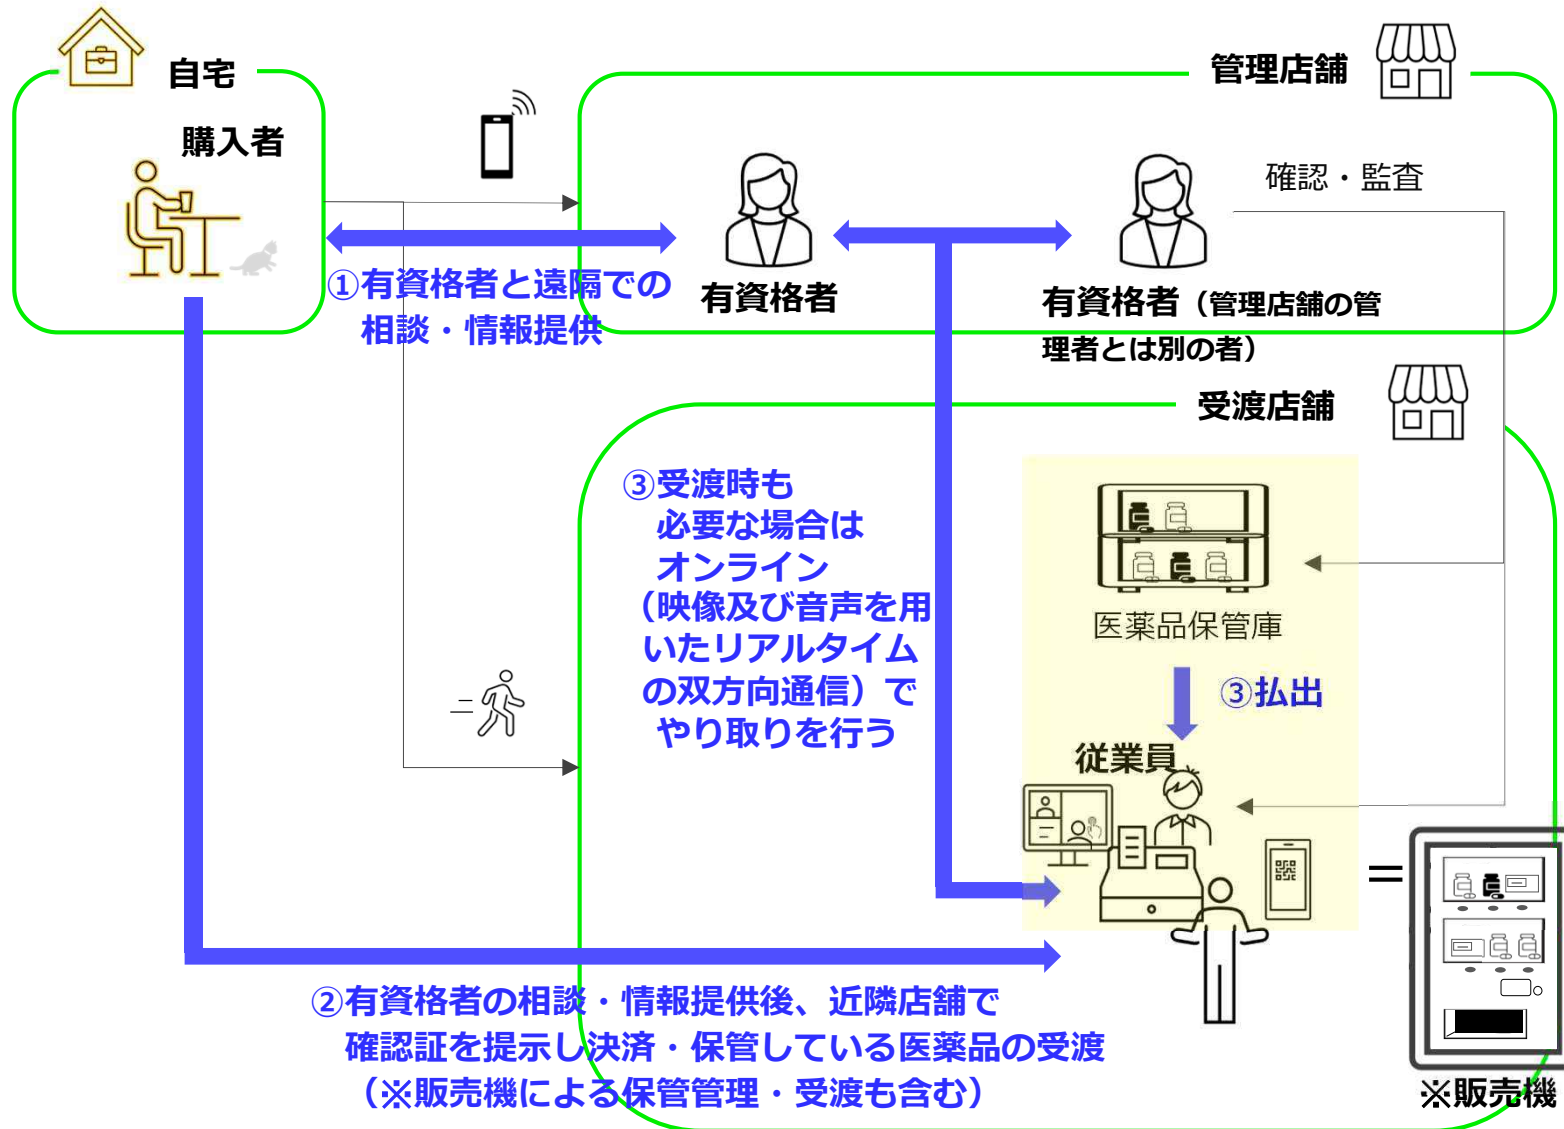 自宅
購入者
管理店舗
確認・監査
①有資格者と遠隔での
相談・情報提供
有資格者
有資格者（管理店舗の管
理者とは別の者）
受渡店舗
③受渡時も
必要な場合は
オンライン
（映像及び音声を用
いたリアルタイム
の双方向通信）で
やり取りを行う
医薬品保管庫
③払出
従業員
=
②有資格者の相談・情報提供後、近隣店舗で
確認証を提示し決済・保管している医薬品の受渡
（※販売機による保管管理・受渡も含む）
※販売機